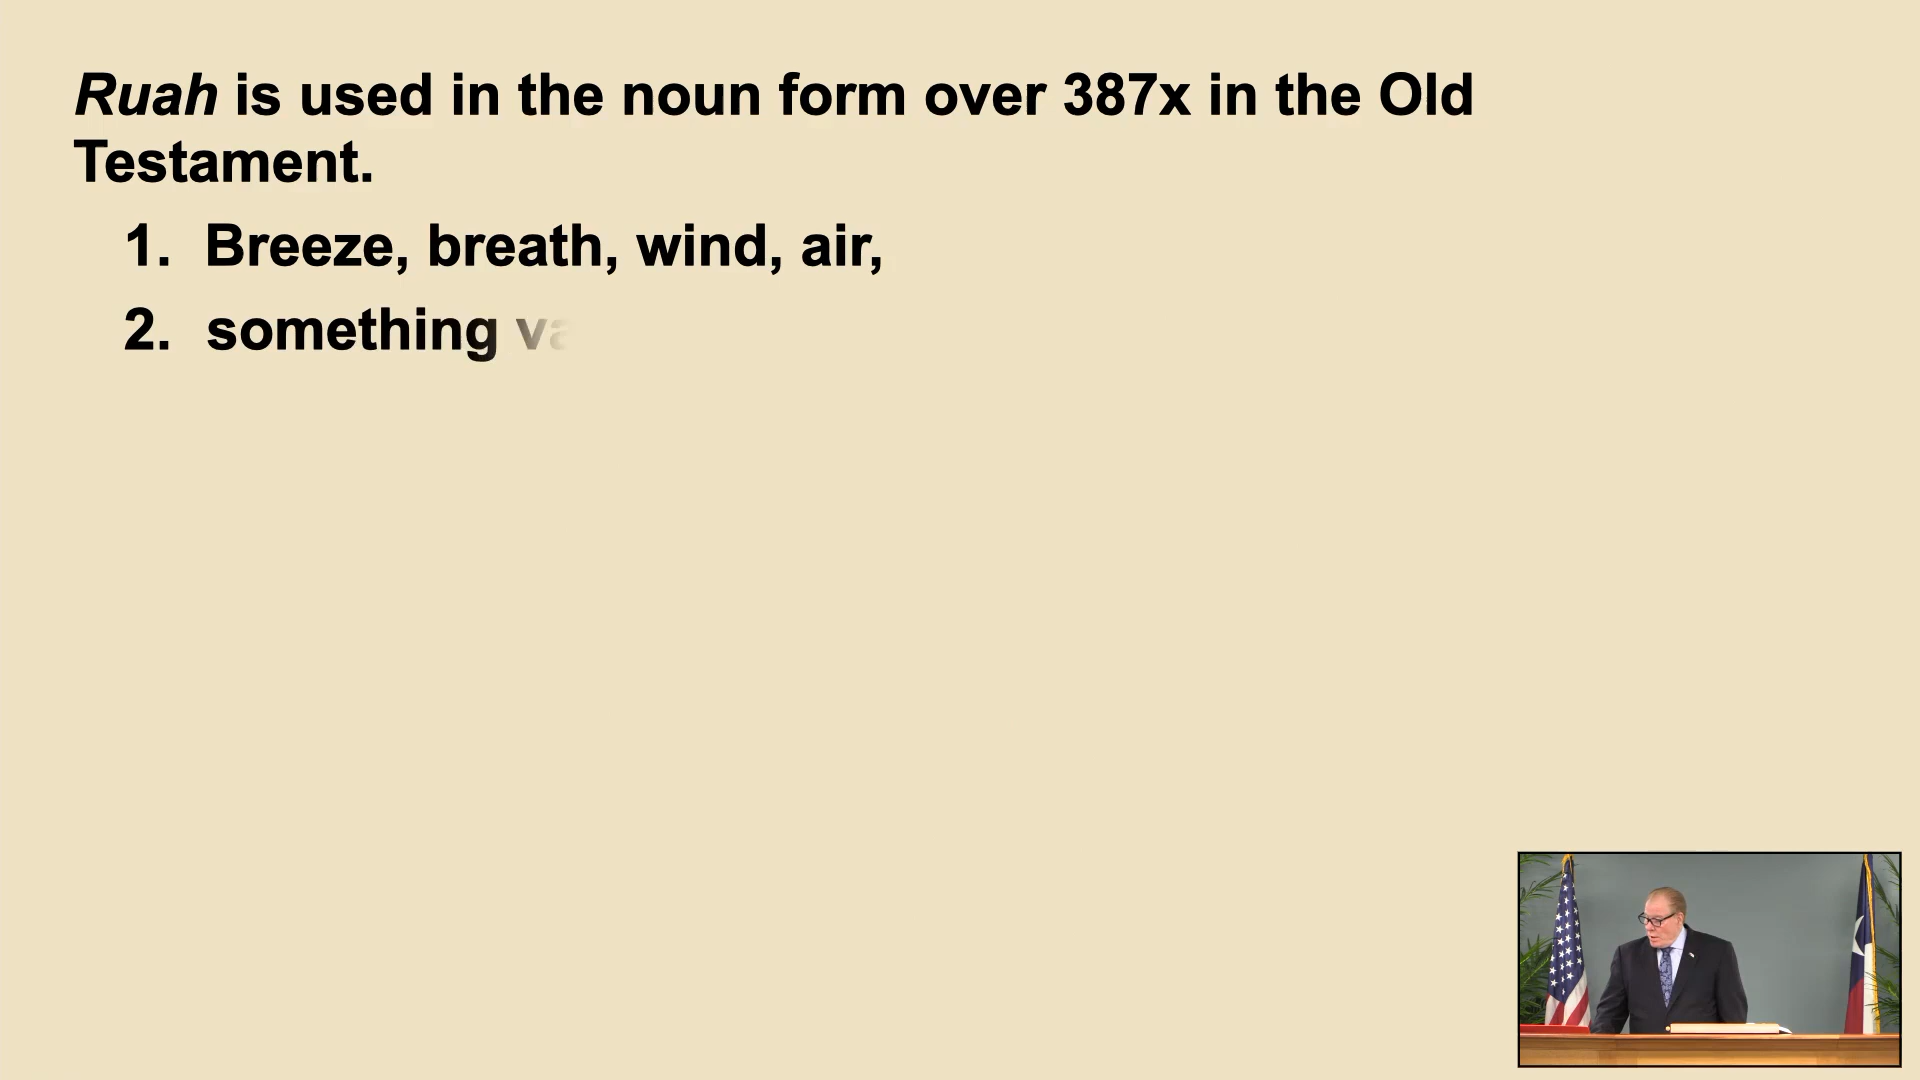 Ruah is used in the noun form over 387x in the Old
Testament.
1. Breeze, breath, wind, air,
2. something va